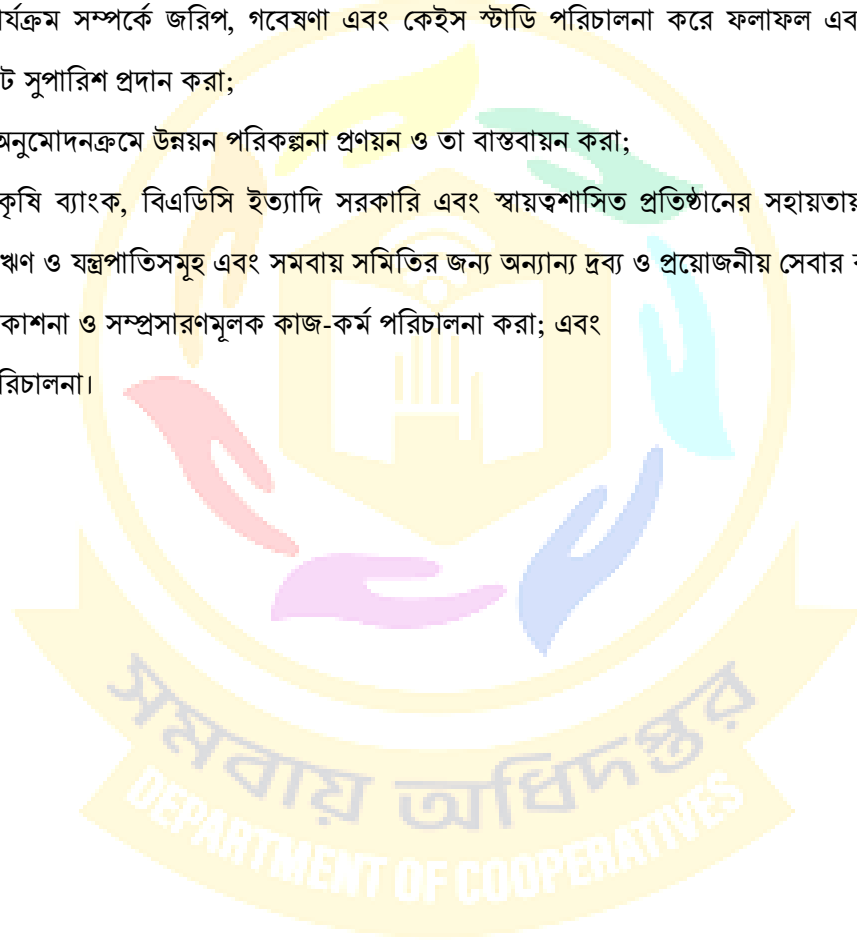 র্যক্রম সম্পর্কে জরিপ, গবেষণা এবং কেইস স্টাডি পরিচালনা করে ফলাফল এব
ট সুপারিশ প্রদান করা;
অনুমোদনক্রমে উন্নয়ন পরিকল্পনা প্রণয়ন ও তা বাস্তবায়ন করা;
কৃষি ব্যাংক, বিএডিসি ইত্যাদি সরকারি এবং স্বায়ত্বশাসিত প্রতিষ্ঠানের সহায়তায়
ঋণ ও যন্ত্রপাতিসমূহ এবং সমবায় সমিতির জন্য অন্যান্য দ্রব্য ও প্রয়োজনীয় সেবার
কাশনা ও সম্প্রসারণমূলক কাজ-কর্ম পরিচালনা করা; এবং
রিচালনা।
সমবায় অধিদপ্তর
DEPARTMENT OF COOPERATIVES